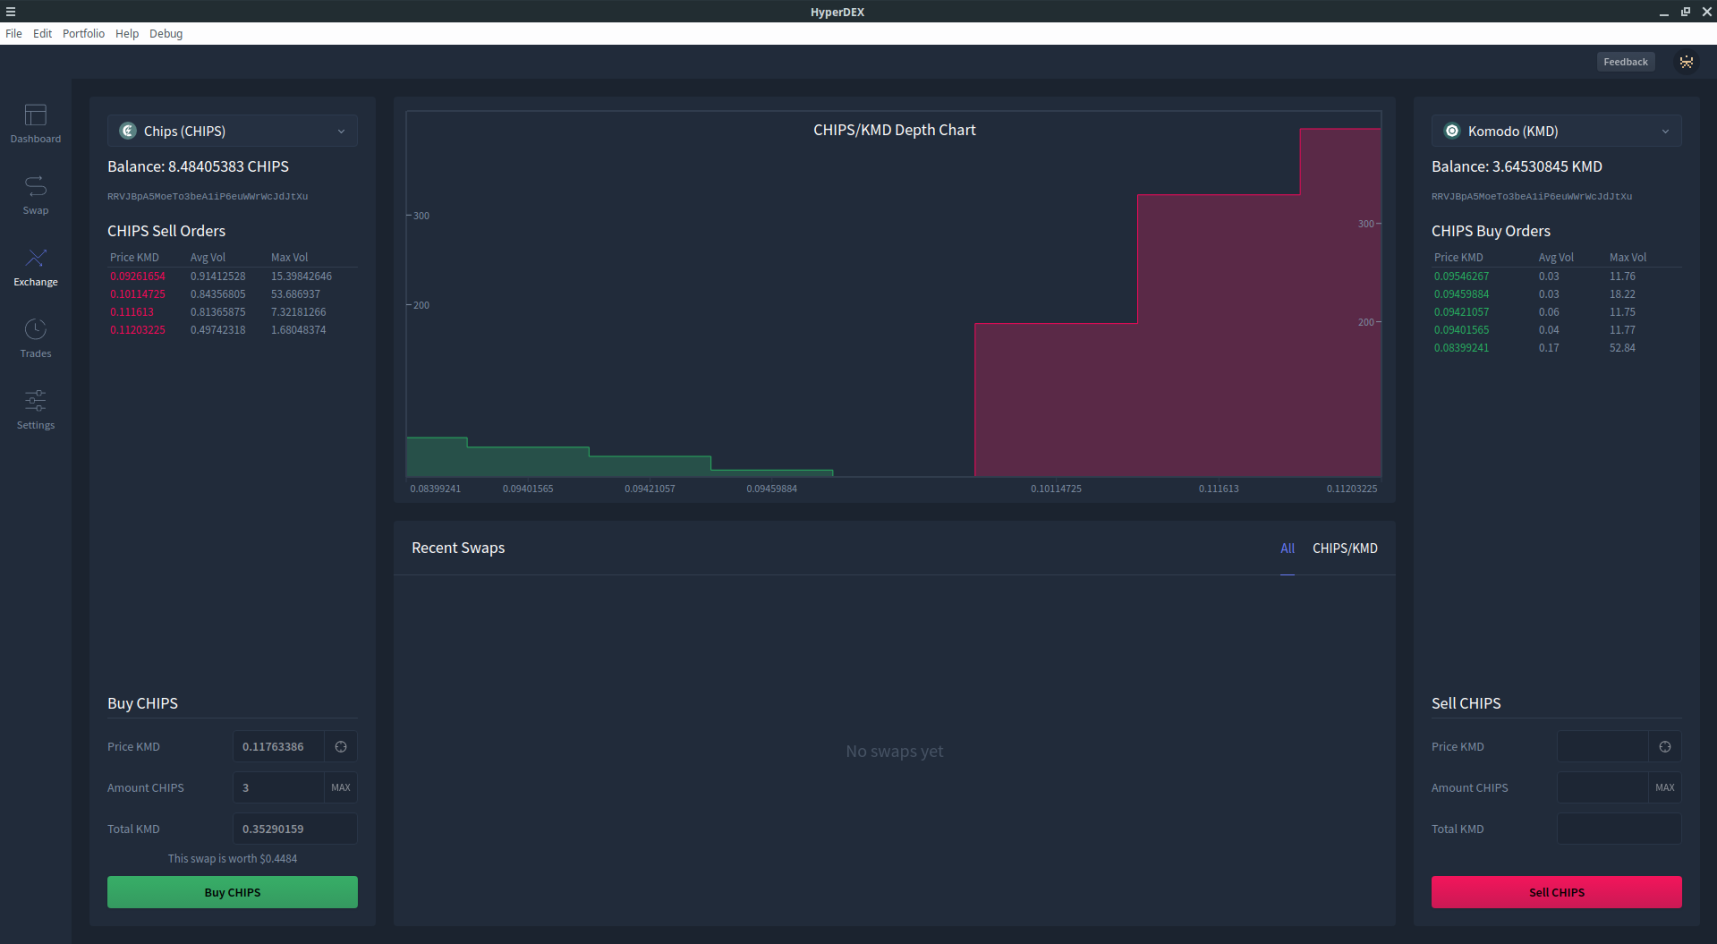 HyperDEX
File Edit Portfolio Help Debug
Feedback
Dashboard
Swap
Exchange
Trades
Settings
Chips (CHIPS)
Balance: 8.48405383 CHIPS
RRVJBpA5MoeTo3beA1iP6euWWrWcJdJtXu
CHIPS Sell Orders
Price KMD Avg Vol Max Vol
0.09261654 0.91412528 15.39842646
0.10114725 0.84356805 53.686937
0.111613 0.81365875 7.32181266
0.11203225 0.49742318 1.68048374
Buy CHIPS
Price KMD 0.11763386
Amount CHIPS 3 MAX
Total KMD 0.35290159
This swap is worth $0.4484
Buy CHIPS
CHIPS/KMD Depth Chart
300
200
300
200
0.08399241 0.09401565 0.09421057 0.09459884 0.10114725 0.111613 0.11203225
Recent Swaps
All CHIPS/KMD
No swaps yet
Komodo (KMD)
Balance: 3.64530845 KMD
RRVJBpA5MoeTo3beA1iP6euWWrWcJdJtXu
CHIPS Buy Orders
Price KMD Avg Vol Max Vol
0.09546267 0.03 11.76
0.09459884 0.03 18.22
0.09421057 0.06 11.75
0.09401565 0.04 11.77
0.08399241 0.17 52.84
Sell CHIPS
Price KMD
Amount CHIPS MAX
Total KMD
Sell CHIPS